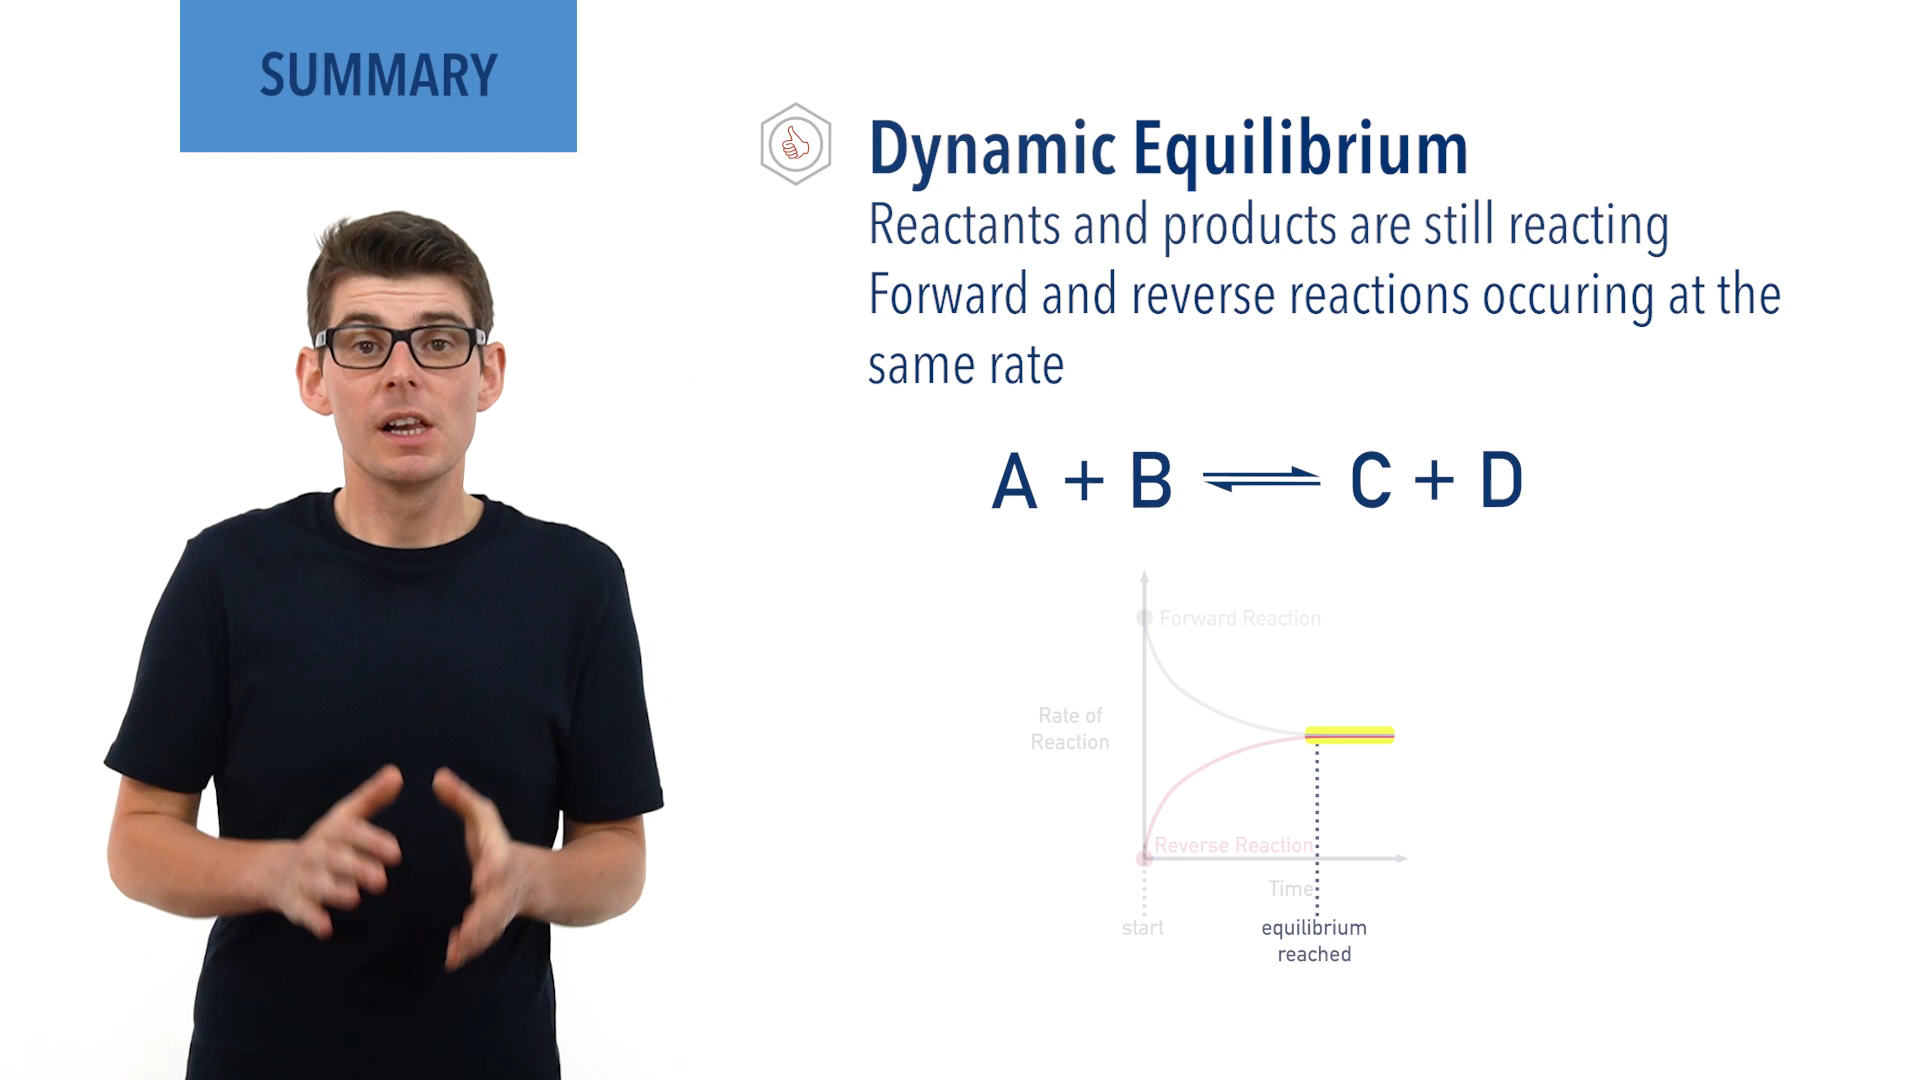 SUMMARY
Dynamic Equilibrium
Reactants and products are still reacting
Forward and reverse reactions occuring at the
same rate
A + B ⇌ C + D
Forward Reaction
Rate of
Reaction
Reverse Reaction
Time
start
equilibrium
reached